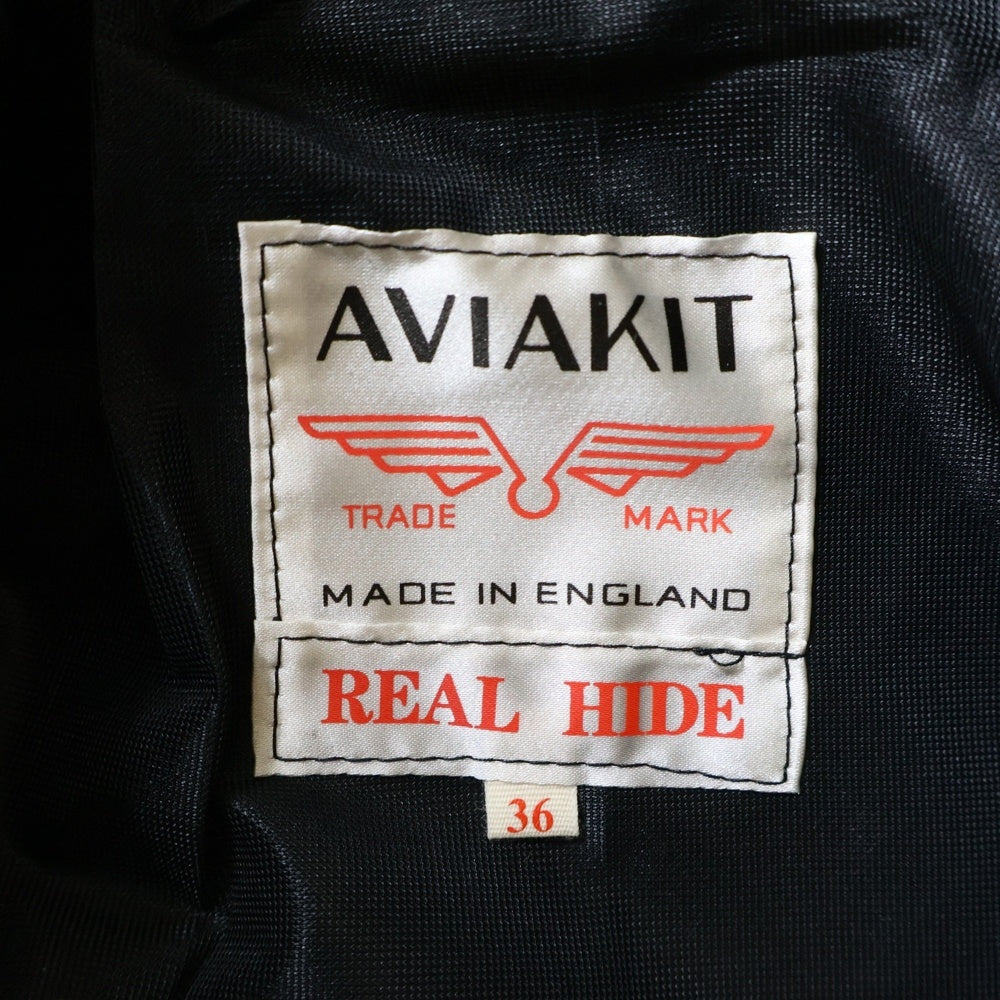 AVIAKIT
TRADE MARK
MADE IN ENGLAND
REAL HIDE
36